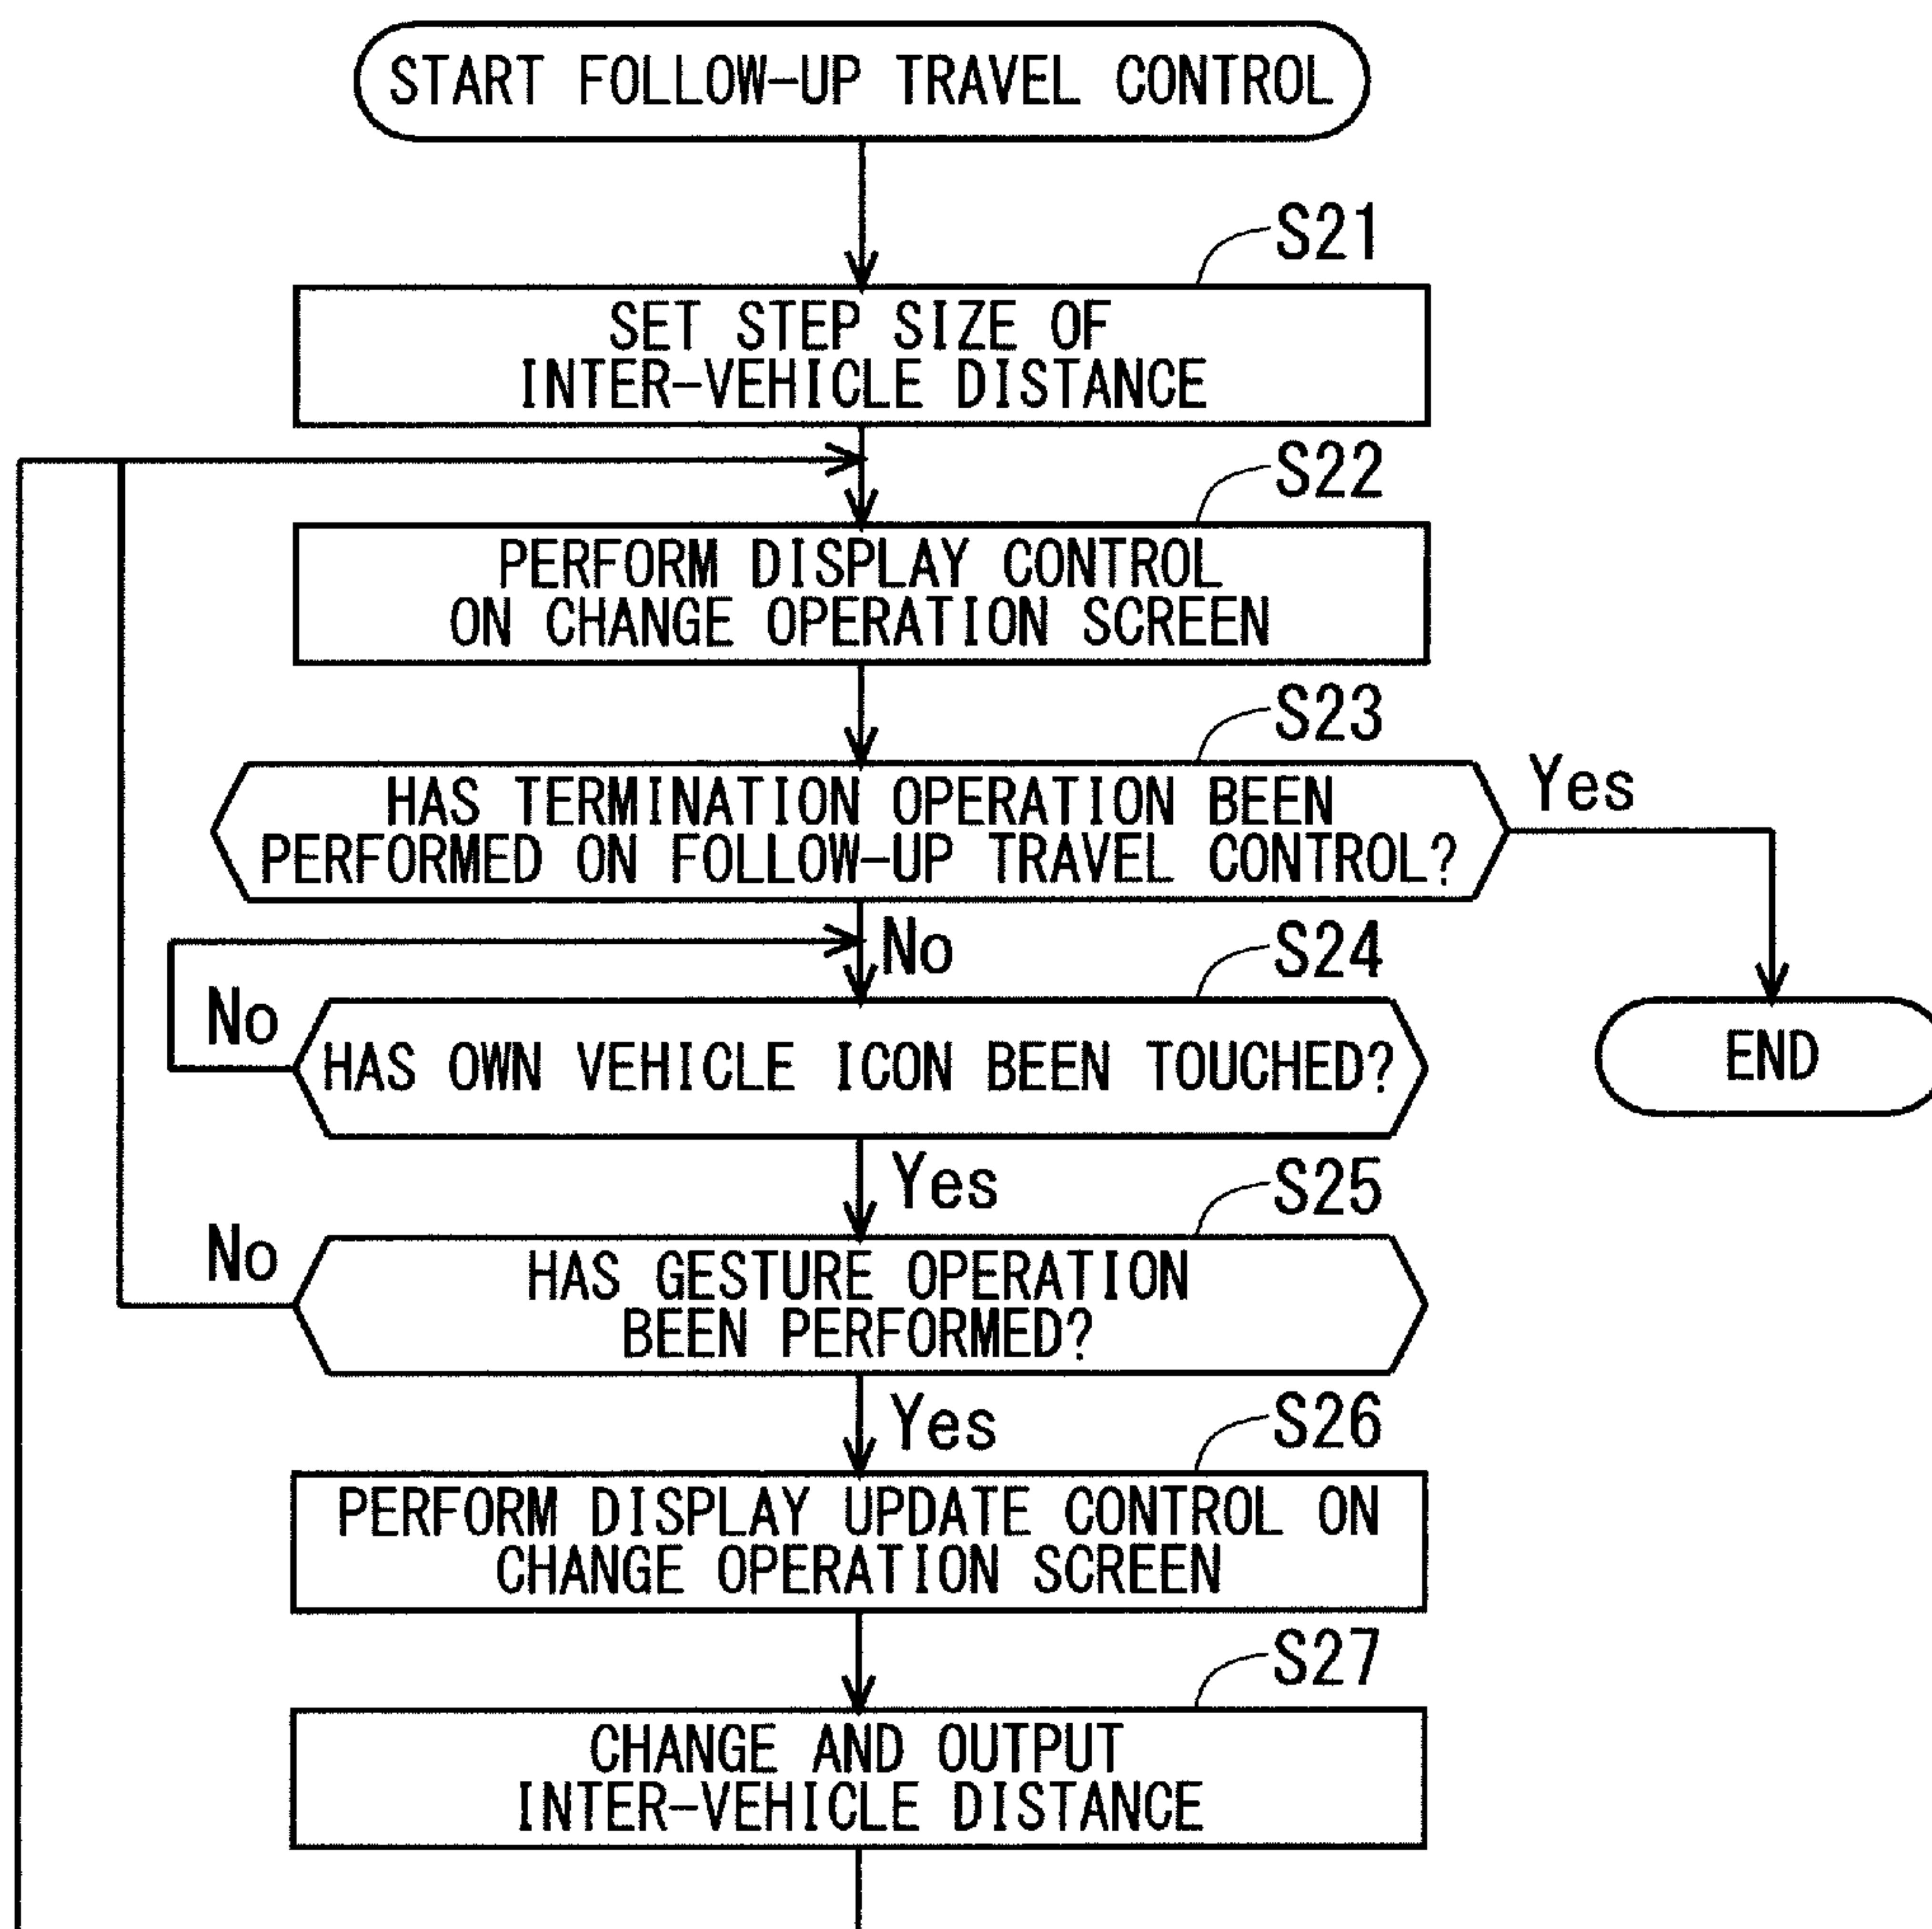 START FOLLOW-UP TRAVEL CONTROL
S21
SET STEP SIZE OF
INTER-VEHICLE DISTANCE
S22
PERFORM DISPLAY CONTROL
ON CHANGE OPERATION SCREEN
S23
HAS TERMINATION OPERATION BEEN
PERFORMED ON FOLLOW-UP TRAVEL CONTROL?
Yes
No
S24
No
HAS OWN VEHICLE ICON BEEN TOUCHED?
END
Yes
S25
No
HAS GESTURE OPERATION
BEEN PERFORMED?
Yes
S26
PERFORM DISPLAY UPDATE CONTROL ON
CHANGE OPERATION SCREEN
S27
CHANGE AND OUTPUT
INTER-VEHICLE DISTANCE